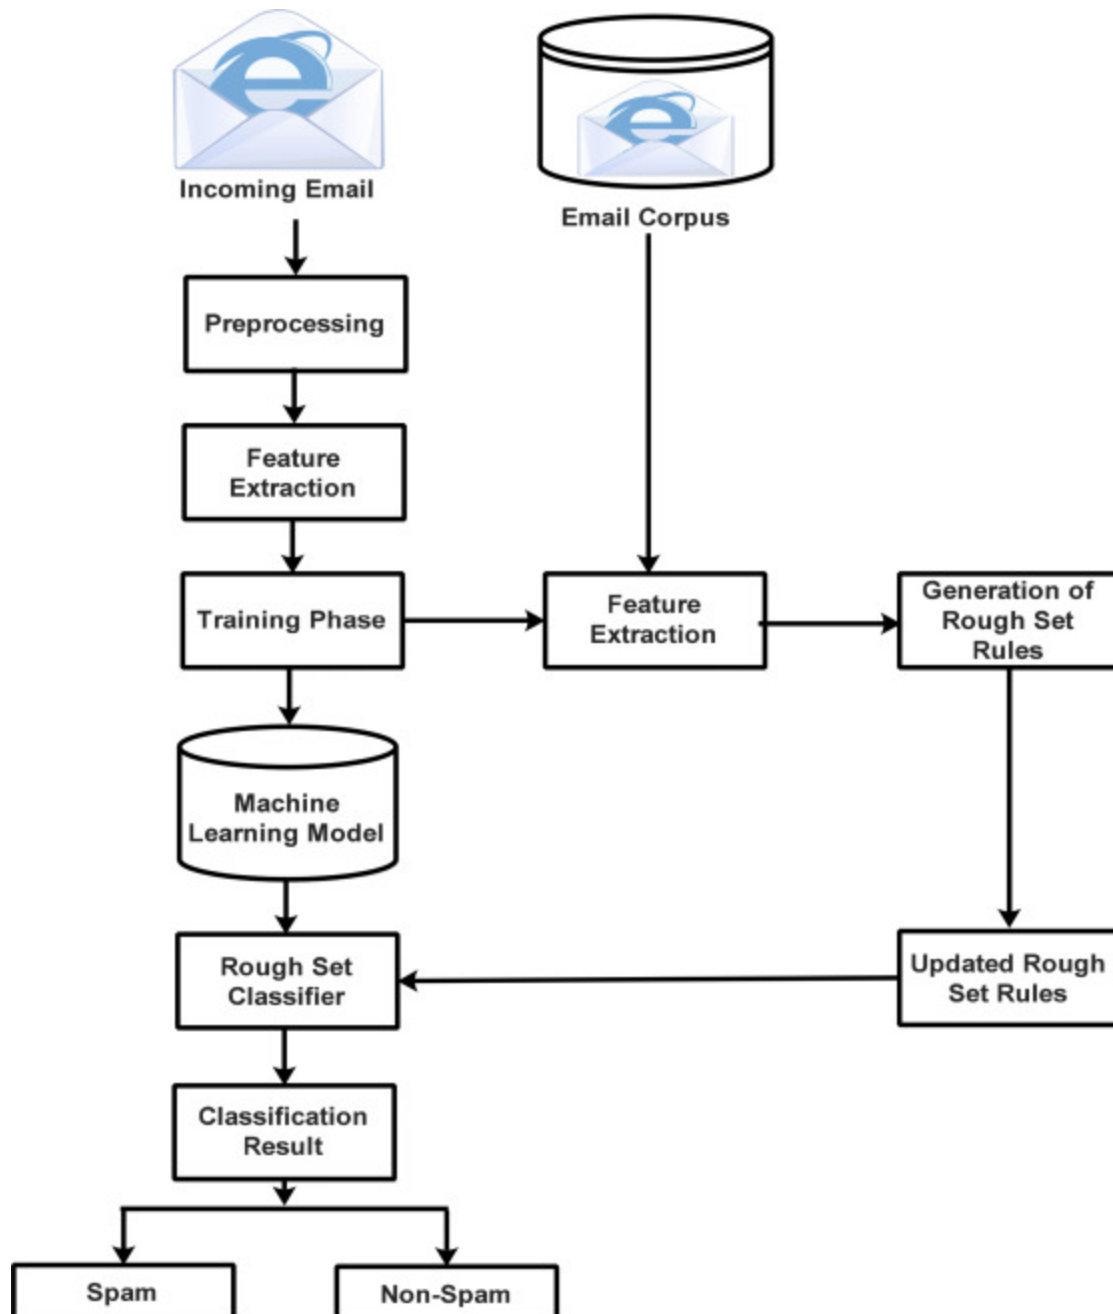 Incoming Email
Email Corpus
Preprocessing
Feature
Extraction
Training Phase
Feature
Extraction
Generation of
Rough Set
Rules
Machine
Learning Model
Rough Set
Classifier
Updated Rough
Set Rules
Classification
Result
Spam
Non-Spam